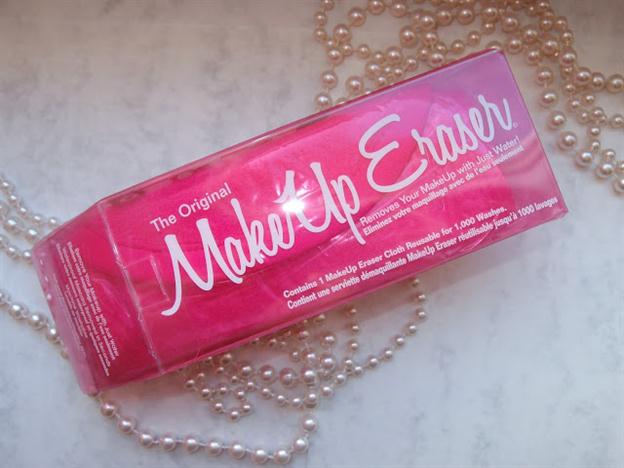 The Original
MakeUp Eraser®
Removes Your MakeUp with Just Water!
Eliminez votre maquillage avec de l'eau seulement
Contains 1 MakeUp Eraser Cloth Reusable for 1,000 Washes.
Contient une serviette démaquillante MakeUp Eraser réutilisable jusqu'à 1000 lavages